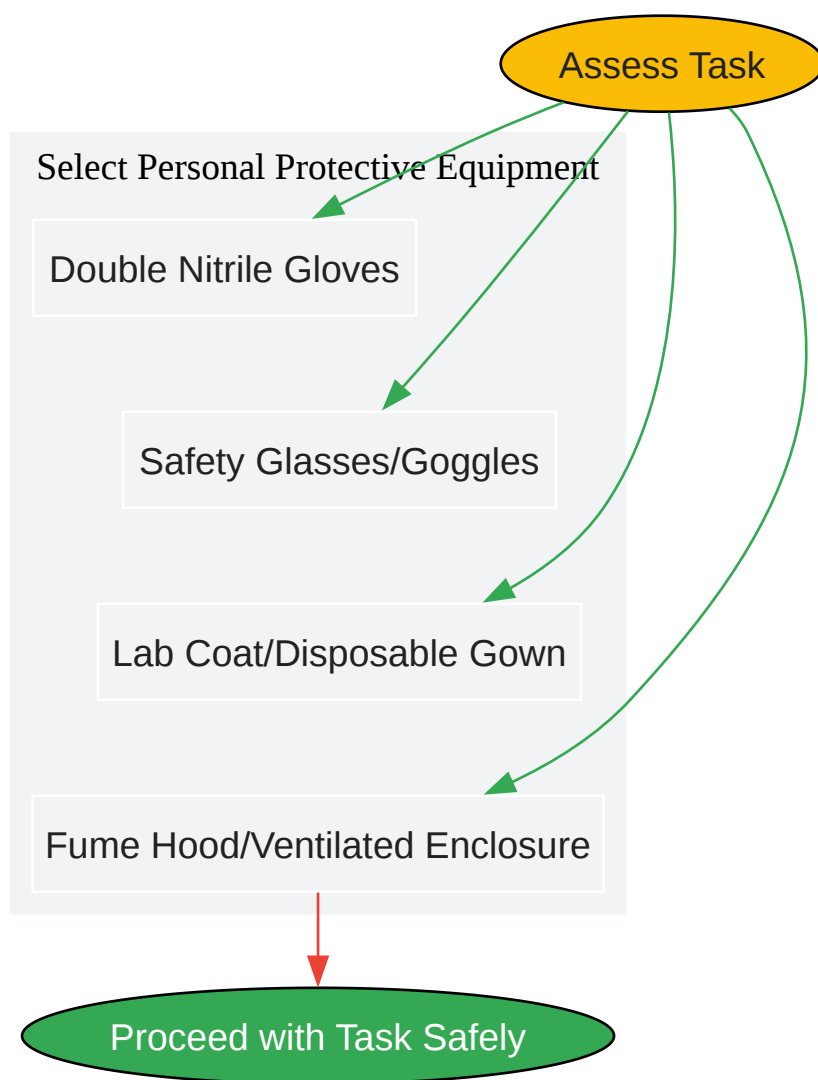 Assess Task
Select Personal Protective Equipment
Double Nitrile Gloves
Safety Glasses/Goggles
Lab Coat/Disposable Gown
Fume Hood/Ventilated Enclosure
Proceed with Task Safely